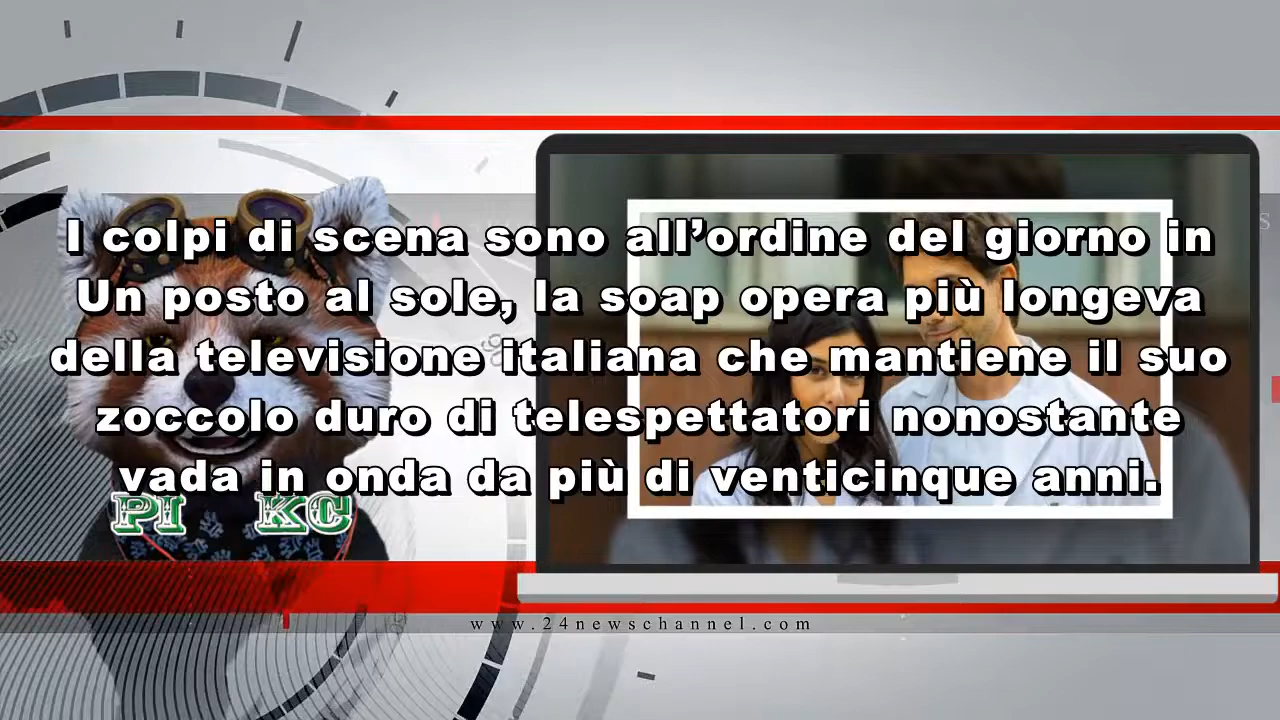 I colpi di scena sono all’ordine del giorno in
Un posto al sole, la soap opera più longeva
della televisione italiana che mantiene il suo
zoccolo duro di telespettatori nonostante
vada in onda da più di venticinque anni.
PI KC
www.24newschannel.com